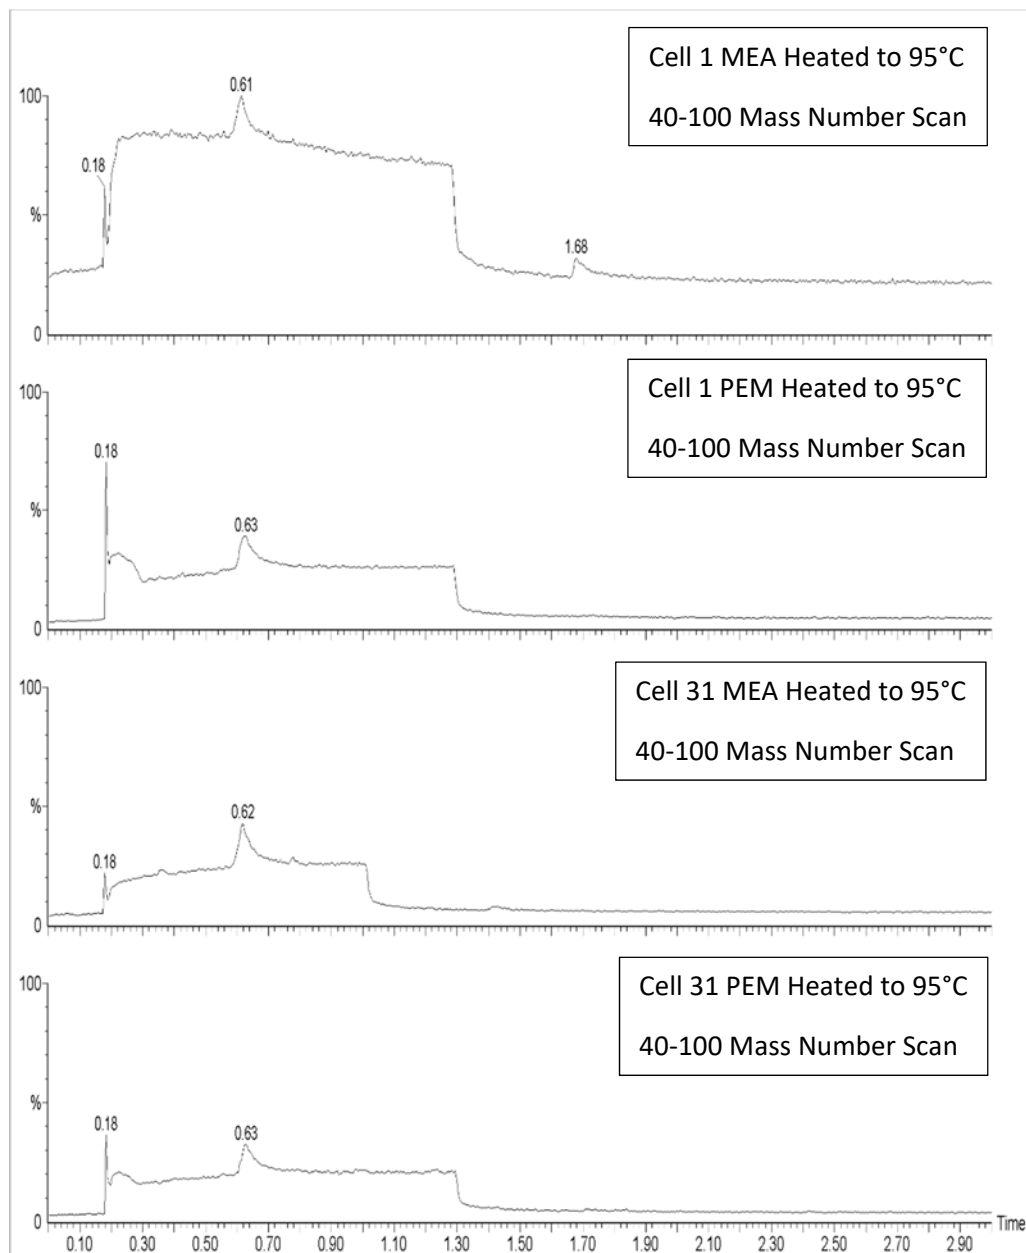 Cell 1 MEA Heated to 95°C
40-100 Mass Number Scan
100
0.61
0.18
%
1.68
0
Cell 1 PEM Heated to 95°C
40-100 Mass Number Scan
100
0.18
%
0.63
0
Cell 31 MEA Heated to 95°C
40-100 Mass Number Scan
100
%
0.62
0.18
0
Cell 31 PEM Heated to 95°C
40-100 Mass Number Scan
100
%
0.18
0.63
0
Time
0.10 0.30 0.50 0.70 0.90 1.10 1.30 1.50 1.70 1.90 2.10 2.30 2.50 2.70 2.90